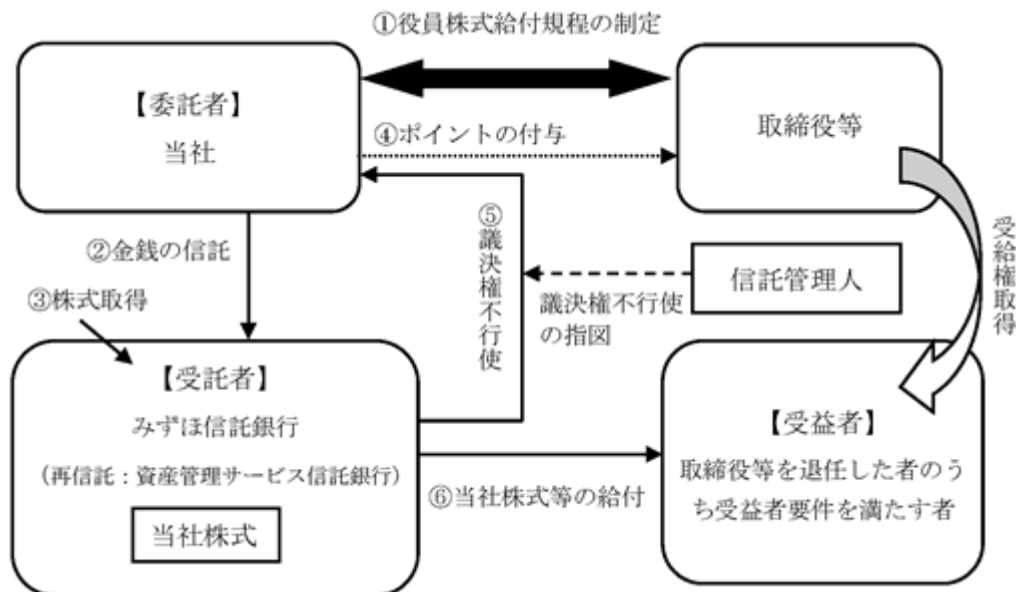 ①役員株式給付規程の制定
【委託者】
当社
④ポイントの付与
取締役等
②金銭の信託
⑤議決権不行使
信託管理人
議決権不行使
の指図
受給権取得
③株式取得
【受託者】
みずほ信託銀行
（再信託：資産管理サービス信託銀行）
当社株式
⑥当社株式等の給付
【受益者】
取締役等を退任した者のう
ち受益者要件を満たす者